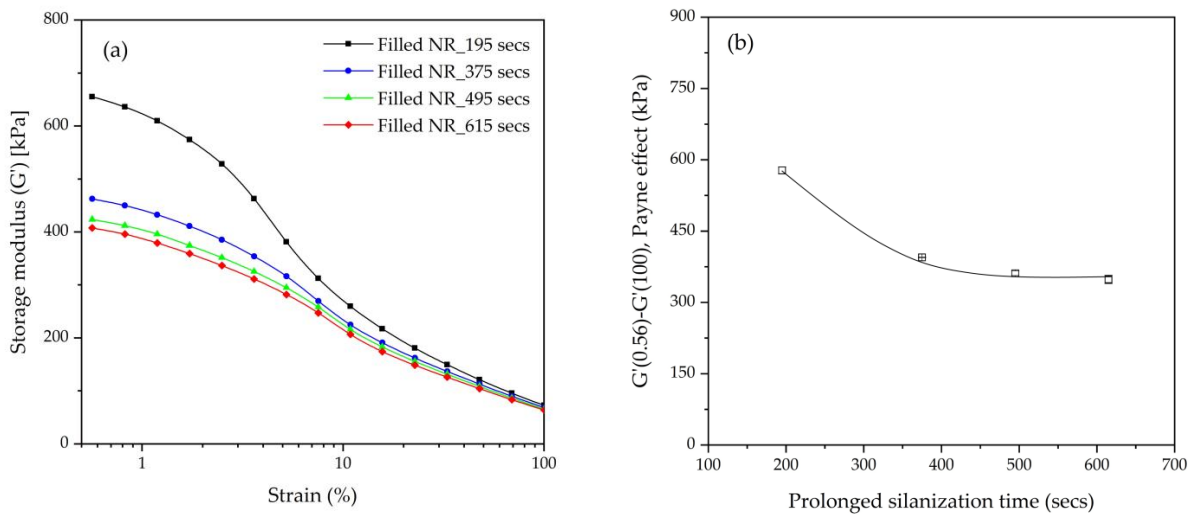 (a)
Filled NR_195 secs
Filled NR_375 secs
Filled NR_495 secs
Filled NR_615 secs
Storage modulus (G') [kPa]
800
600
400
200
0
1
10
100
Strain (%)
(b)
G'(0.56)-G'(100), Payne effect (kPa)
900
750
600
450
300
150
0
100
200
300
400
500
600
700
Prolonged silanization time (secs)